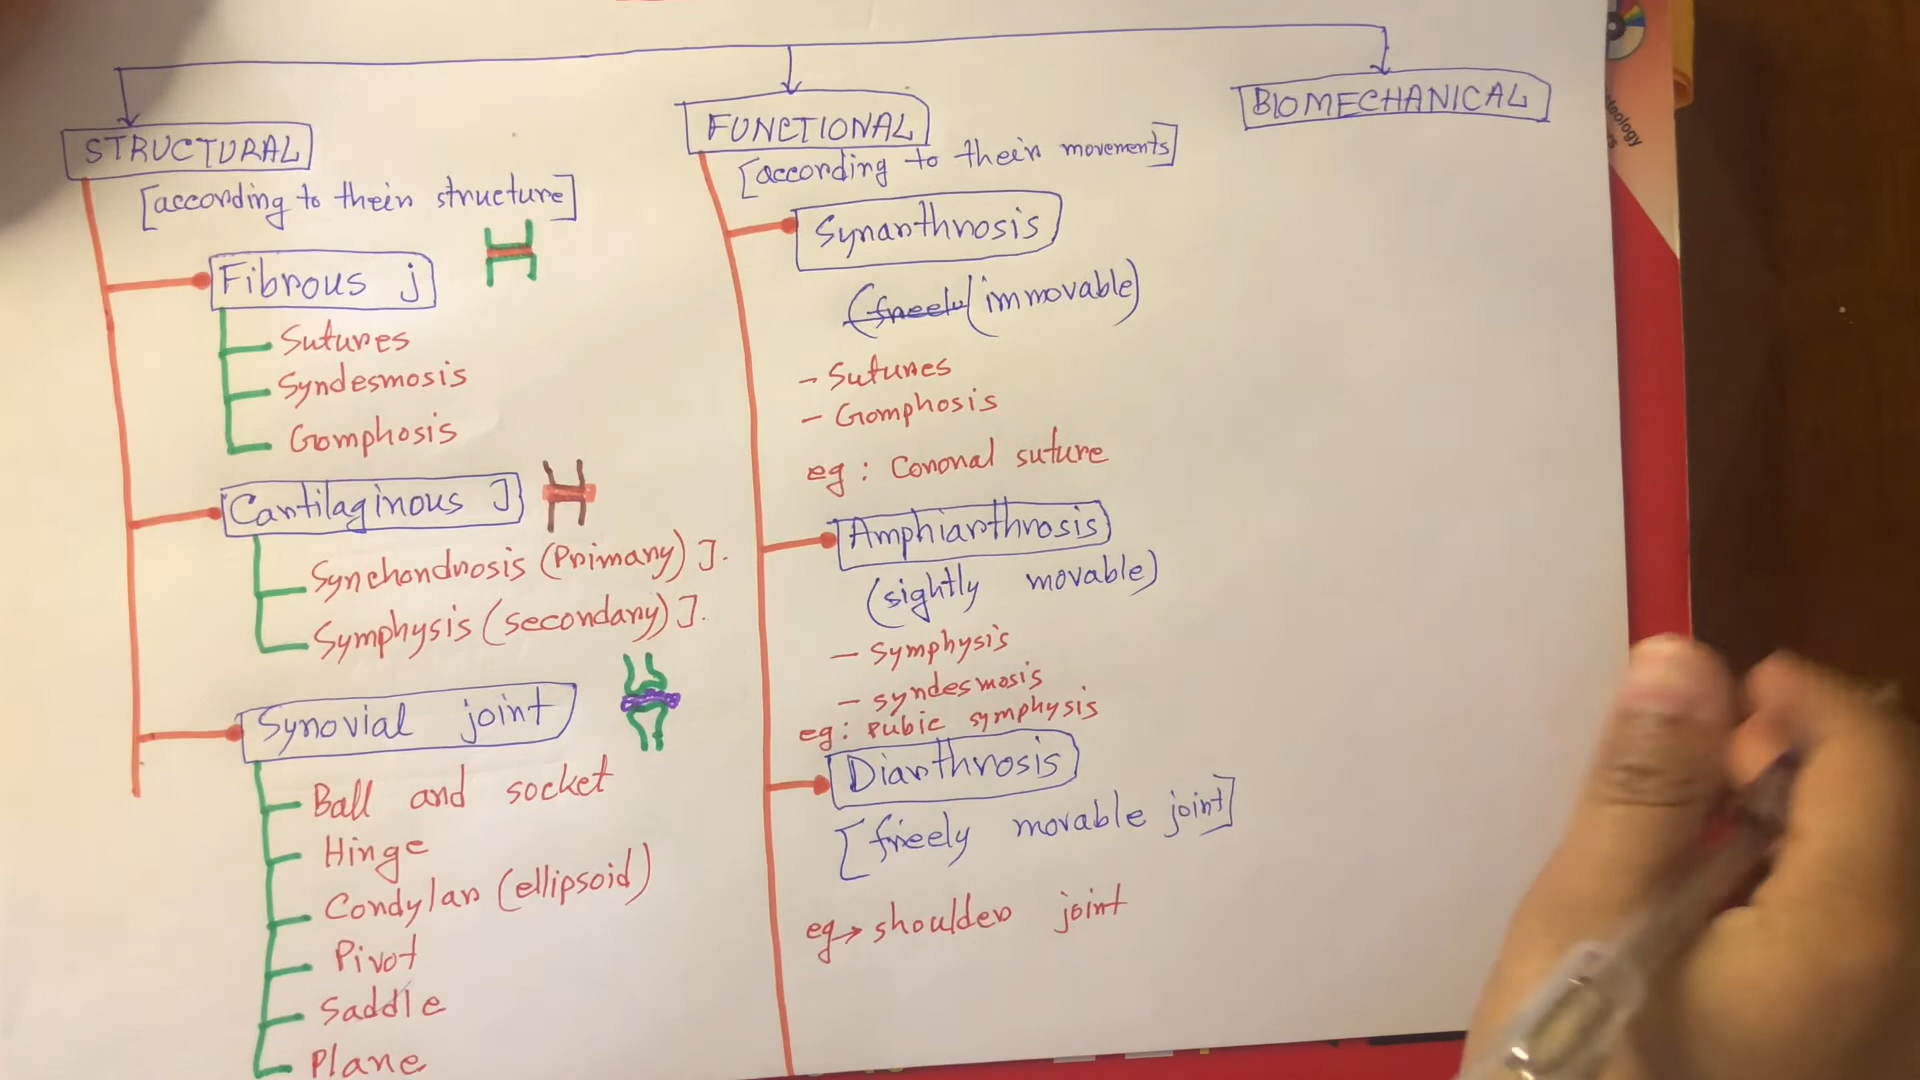 STRUCTURAL
[according to their structure]
Fibrous j
Sutures
Syndesmosis
Gomphosis
Cartilaginous J
Synchondrosis (Primary) J.
Symphysis (secondary) J.
Synovial joint
Ball and socket
Hinge
Condylar (ellipsoid)
Pivot
Saddle
Plane
FUNCTIONAL
[according to their movements]
Synarthrosis
(freely (immovable)
- Sutures
- Gomphosis
eg : Coronal suture
Amphiarthrosis
(sightly movable)
- Symphysis
- syndesmosis
eg: pubic symphysis
Diarthrosis
[freely movable joint]
eg→ shoulder joint
BIOMECHANICAL